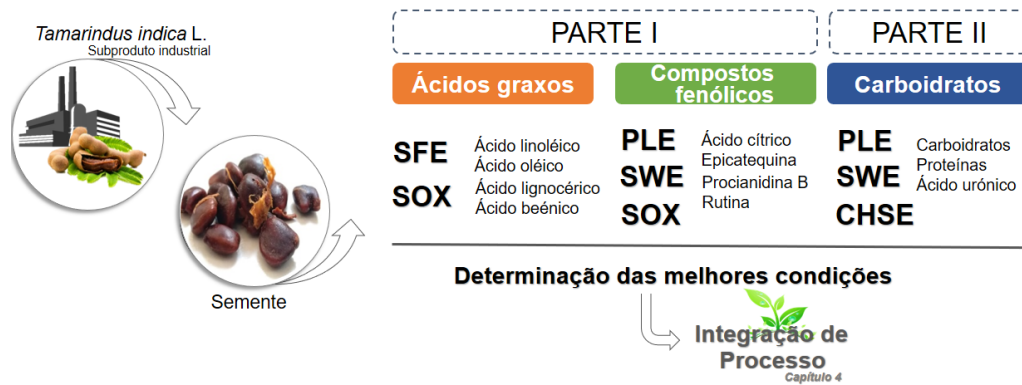 Tamarindus indica L.
Subproduto industrial
Semente
PARTE I
PARTE II
Ácidos graxos
Compostos
fenólicos
Carboidratos
SFE
SOX
Ácido linoléico
Ácido oléico
Ácido lignocérico
Ácido beénico
PLE
SWE
SOX
Ácido cítrico
Epicatequina
Procianidina B
Rutina
PLE
SWE
CHSE
Carboidratos
Proteínas
Ácido urónico
Determinação das melhores condições
Integração de
Processo
Capítulo 4